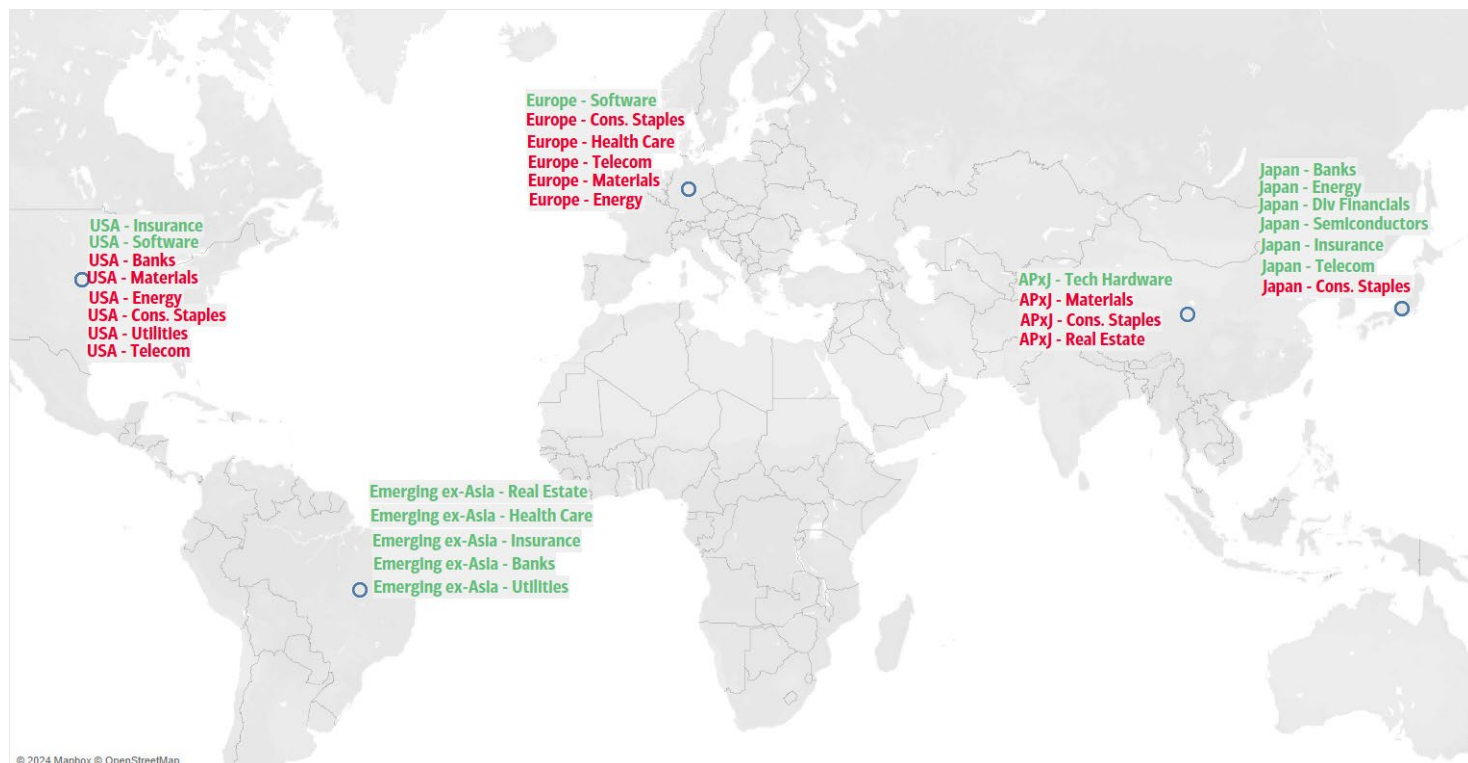 Europe - Software
Europe - Cons. Staples
Europe - Health Care
Europe - Telecom
Europe - Materials
Europe - Energy
Japan - Banks
Japan - Energy
Japan - Div Financials
Japan - Semiconductors
Japan - Insurance
Japan - Telecom
Japan - Cons. Staples
USA - Insurance
USA - Software
USA - Banks
USA - Materials
USA - Energy
USA - Cons. Staples
USA - Utilities
USA - Telecom
APxJ - Tech Hardware
APxJ - Materials
APxJ - Cons. Staples
APxJ - Real Estate
Emerging ex-Asia - Real Estate
Emerging ex-Asia - Health Care
Emerging ex-Asia - Insurance
Emerging ex-Asia - Banks
Emerging ex-Asia - Utilities
© 2024 Mapbox © OpenStreetMap